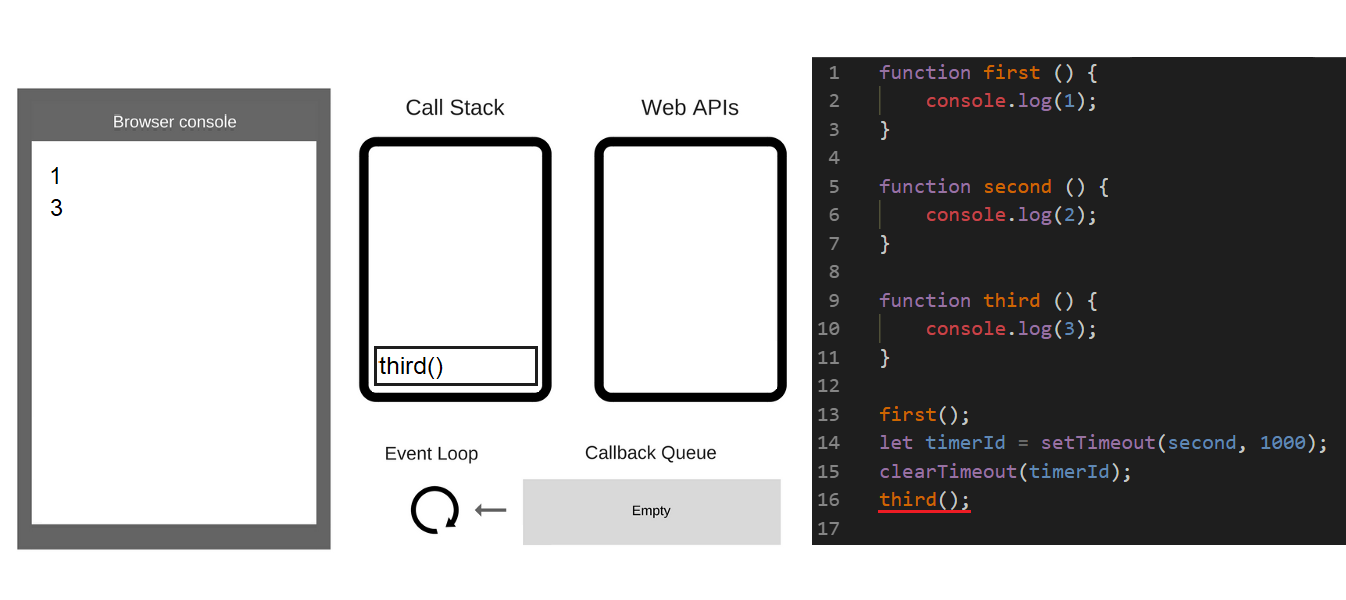 Browser console
1
3
Call Stack
third()
Web APIs
Event Loop
Callback Queue
Empty
1 function first () {
2     console.log(1);
3 }
4
5 function second () {
6     console.log(2);
7 }
8
9 function third () {
10     console.log(3);
11 }
12
13 first();
14 let timerId = setTimeout(second, 1000);
15 clearTimeout(timerId);
16 third();
17